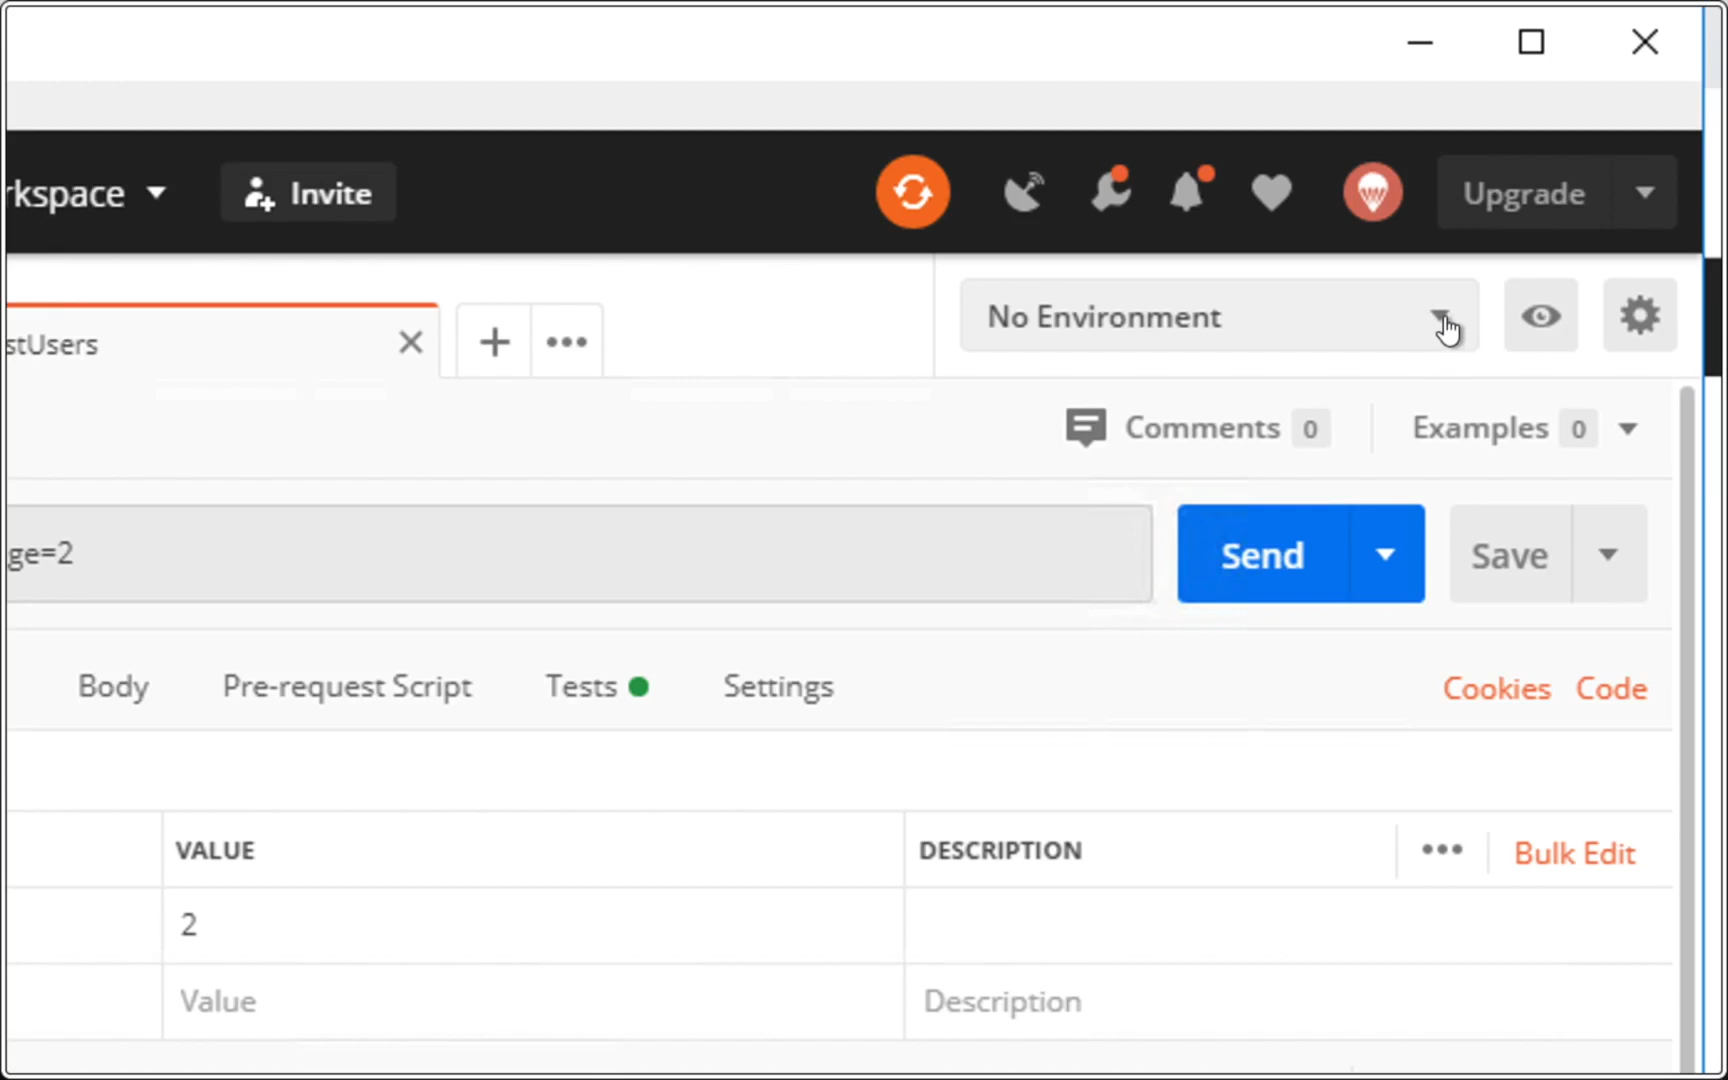 rkspace Invite Upgrade
stUsers No Environment
Comments 0 Examples 0
ge=2 Send Save
Body Pre-request Script Tests Settings Cookies Code
VALUE DESCRIPTION Bulk Edit
2
Value Description